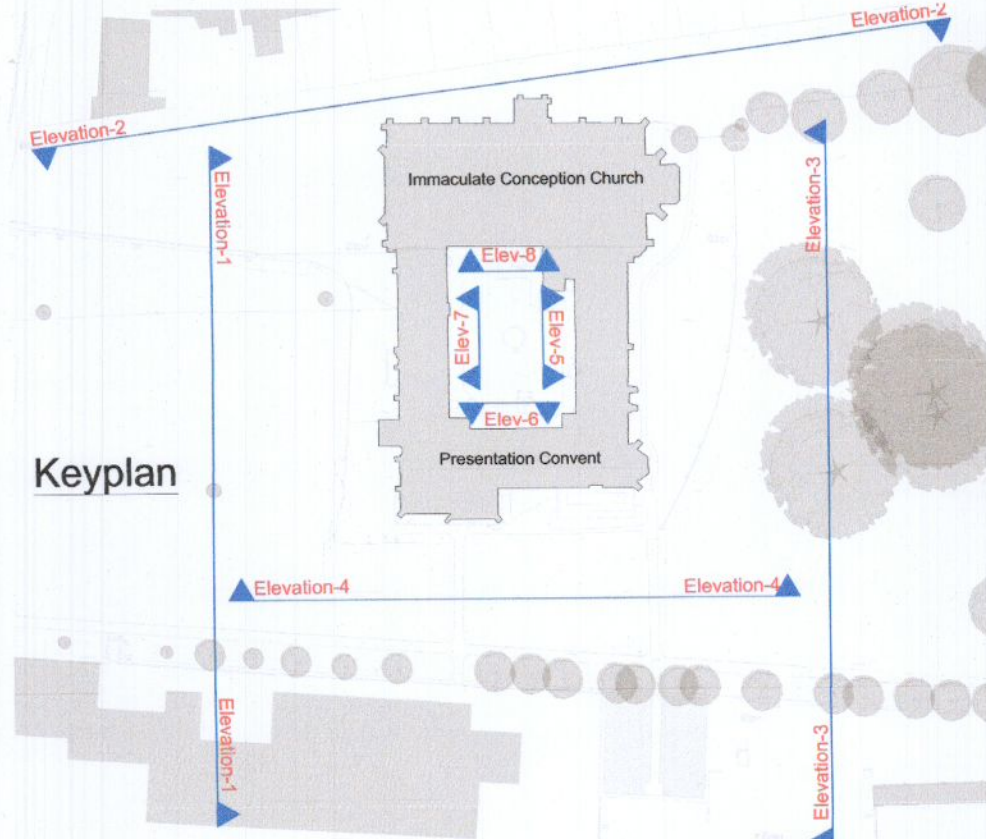 Elevation-2
Elevation-2
Elevation-1
Immaculate Conception Church
Elevation-3
Elev-8
Elev-7
Elev-5
Elev-6
Presentation Convent
Keyplan
Elevation-4
Elevation-4
Elevation-1
Elevation-3